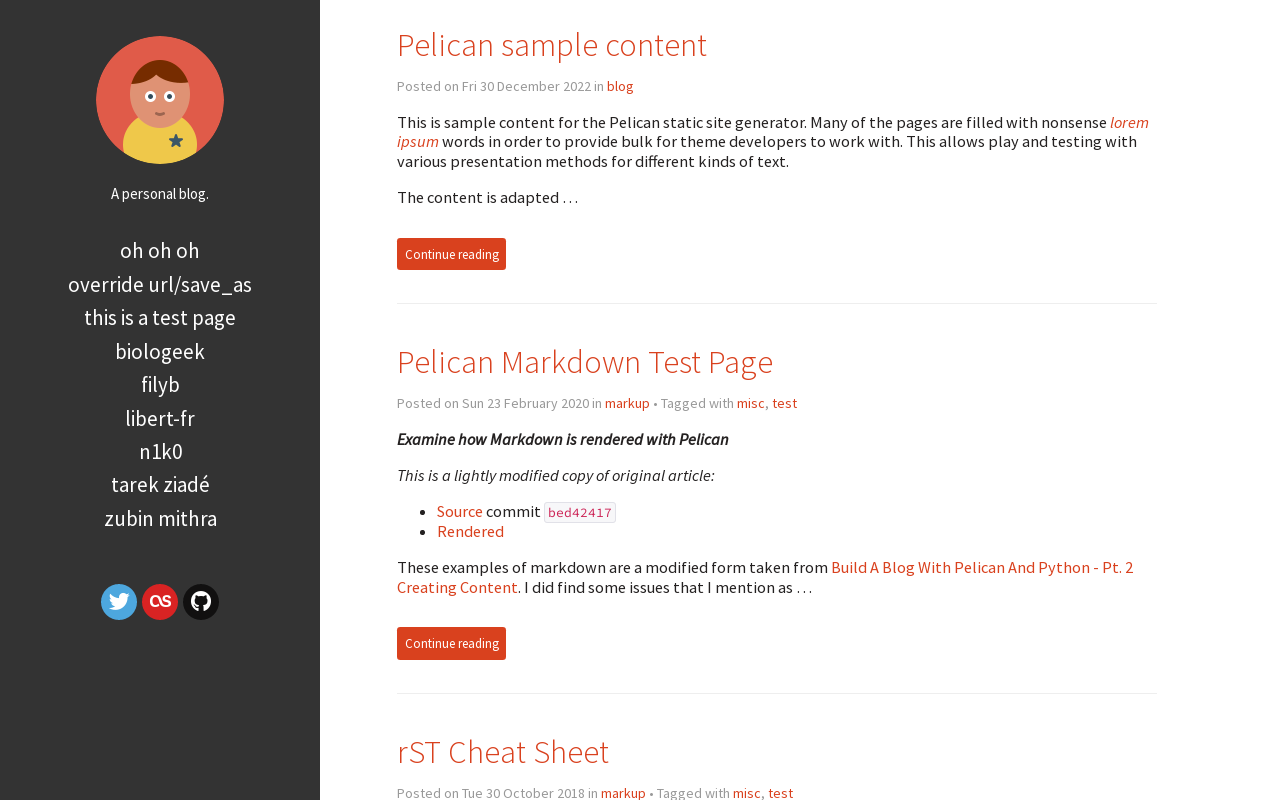 A personal blog.
oh oh oh
override url/save_as
this is a test page
biologeek
filyb
libert-fr
n1k0
tarek ziadé
zubin mithra
Pelican sample content
Posted on Fri 30 December 2022 in blog
This is sample content for the Pelican static site generator. Many of the pages are filled with nonsense lorem
ipsum words in order to provide bulk for theme developers to work with. This allows play and testing with
various presentation methods for different kinds of text.
The content is adapted …
Continue reading
Pelican Markdown Test Page
Posted on Sun 23 February 2020 in markup • Tagged with misc, test
Examine how Markdown is rendered with Pelican
This is a lightly modified copy of original article:
• Source commit bed42417
• Rendered
These examples of markdown are a modified form taken from Build A Blog With Pelican And Python - Pt. 2
Creating Content. I did find some issues that I mention as …
Continue reading
rST Cheat Sheet
Posted on Tue 30 October 2018 in markup • Tagged with misc, test